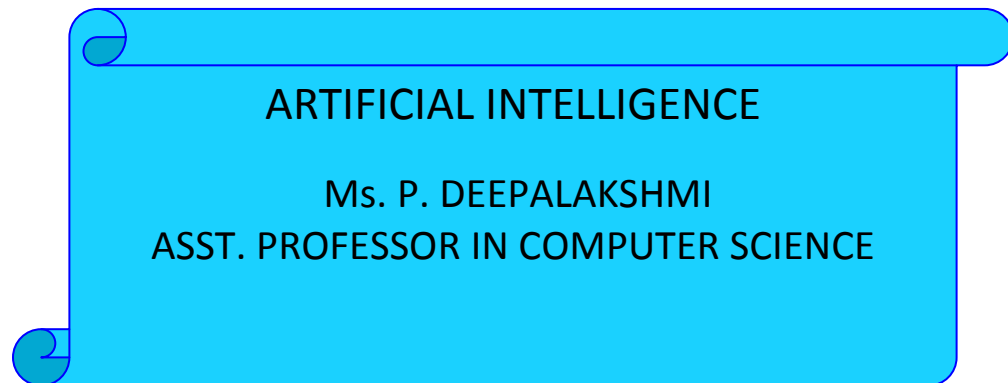 ARTIFICIAL INTELLIGENCE
Ms. P. DEEPALAKSHMI
ASST. PROFESSOR IN COMPUTER SCIENCE